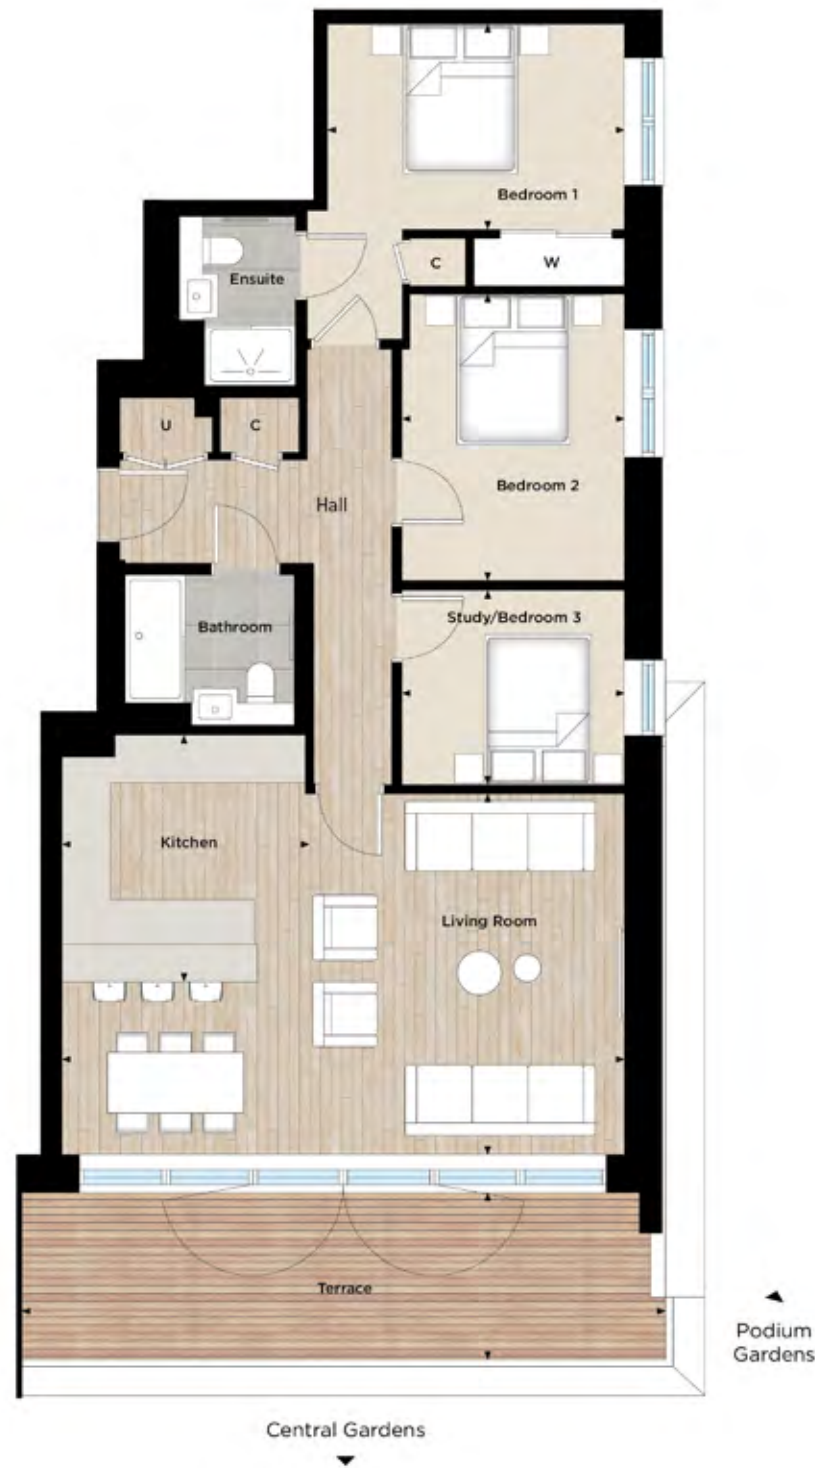 Bedroom 1
Ensuite
C
W
U
C
Bedroom 2
Hall
Study/Bedroom 3
Bathroom
Kitchen
Living Room
Terrace
Podium
Gardens
Central Gardens